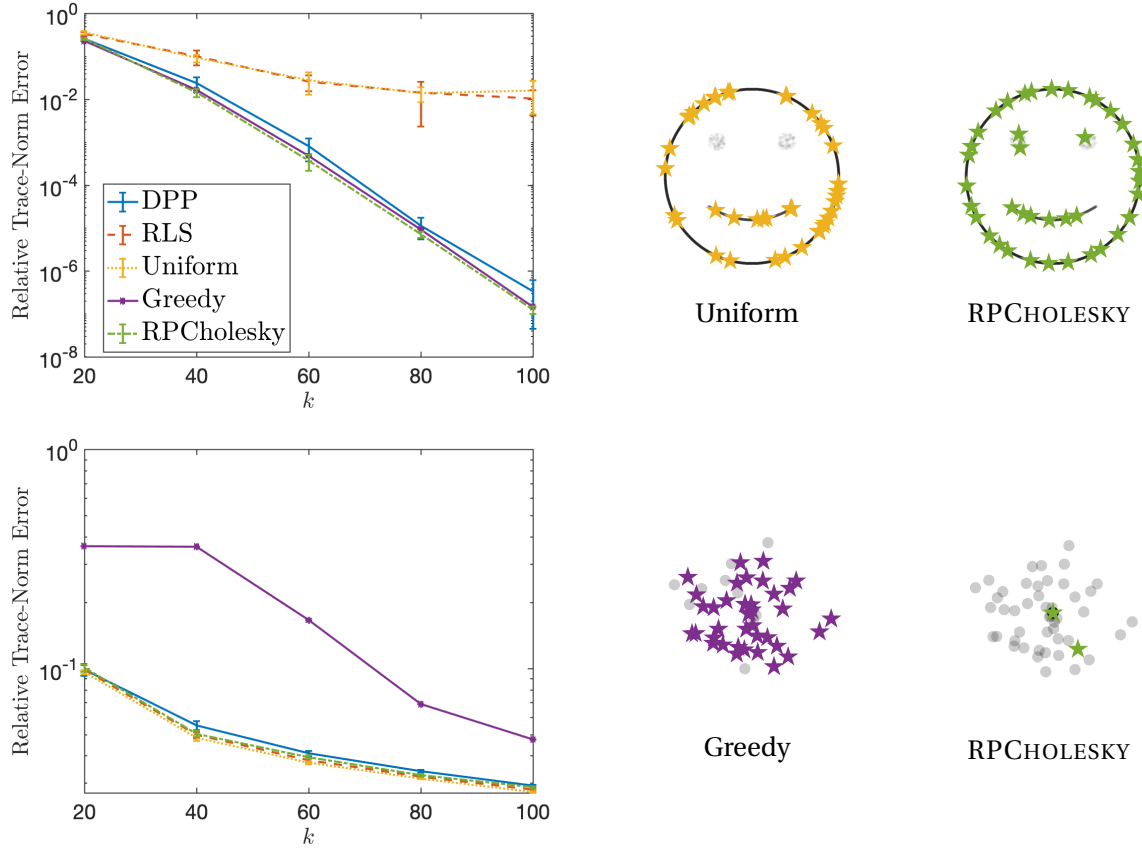 Relative Trace-Norm Error
10^0
10^-2
10^-4
10^-6
10^-8
DPP
RLS
Uniform
Greedy
RPCholesky
20 40 60 80 100
k
Uniform
RPCHOLESKY
Relative Trace-Norm Error
10^0
10^-1
20 40 60 80 100
k
Greedy
RPCHOLESKY